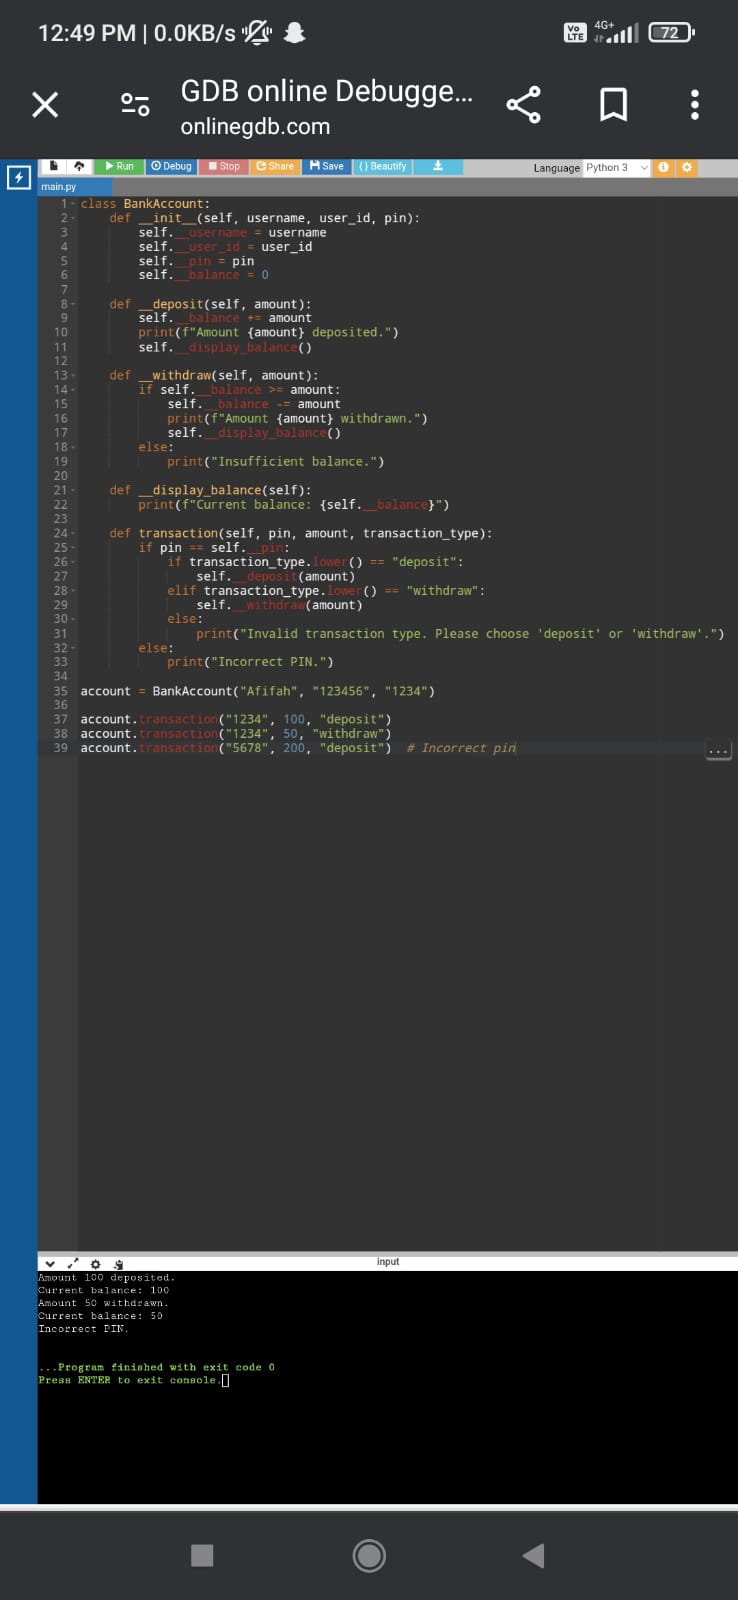 12:49 PM | 0.0KB/s
Vo LTE 4G+ 72
GDB online Debugge...
onlinegdb.com
Run Debug Stop Share Save {} Beautify Language Python 3
main.py
1 class BankAccount:
2     def __init__(self, username, user_id, pin):
3         self.__username = username
4         self.__user_id = user_id
5         self.__pin = pin
6         self.__balance = 0
7
8     def __deposit(self, amount):
9         self.__balance += amount
10         print(f"Amount {amount} deposited.")
11         self.__display_balance()
12
13     def __withdraw(self, amount):
14         if self.__balance >= amount:
15             self.__balance -= amount
16             print(f"Amount {amount} withdrawn.")
17             self.__display_balance()
18         else:
19             print("Insufficient balance.")
20
21     def __display_balance(self):
22         print(f"Current balance: {self.__balance}")
23
24     def transaction(self, pin, amount, transaction_type):
25         if pin == self.__pin:
26             if transaction_type.lower() == "deposit":
27                 self.__deposit(amount)
28             elif transaction_type.lower() == "withdraw":
29                 self.__withdraw(amount)
30             else:
31                 print("Invalid transaction type. Please choose 'deposit' or 'withdraw'.")
32         else:
33             print("Incorrect PIN.")
34
35 account = BankAccount("Afifah", "123456", "1234")
36
37 account.transaction("1234", 100, "deposit")
38 account.transaction("1234", 50, "withdraw")
39 account.transaction("5678", 200, "deposit")  # Incorrect pin
...
input
Amount 100 deposited.
Current balance: 100
Amount 50 withdrawn.
Current balance: 50
Incorrect PIN.
...Program finished with exit code 0
Press ENTER to exit console.